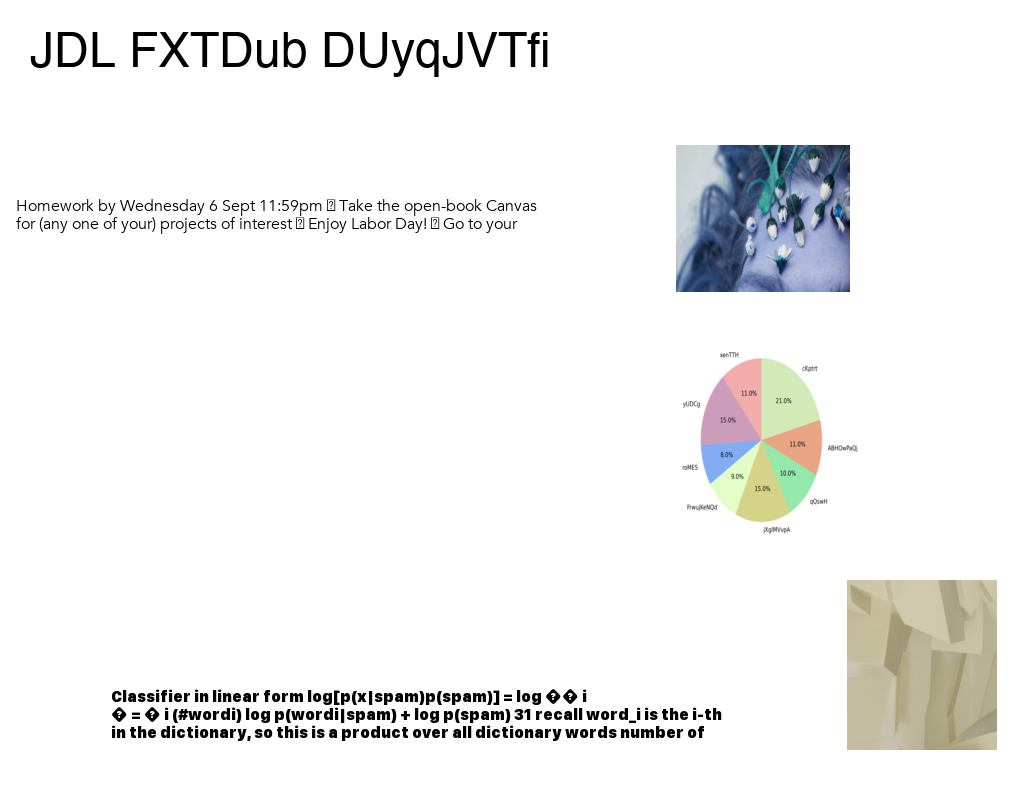 JDL FXTDub DUyqJVTfi
Homework by Wednesday 6 Sept 11:59pm  Take the open-book Canvas
for (any one of your) projects of interest  Enjoy Labor Day!  Go to your
xenTTH
cKptrt
11.0%
21.0%
yUDCg
15.0%
11.0%
ABHOwPaQj
8.0%
roMES
9.0%
10.0%
15.0%
qOswH
FrwujKeNQd
jXglMVvpA
Classifier in linear form log[p(x|spam)p(spam)] = log �� i
� = � i (#wordi) log p(wordi|spam) + log p(spam) 31 recall word_i is the i-th
in the dictionary, so this is a product over all dictionary words number of